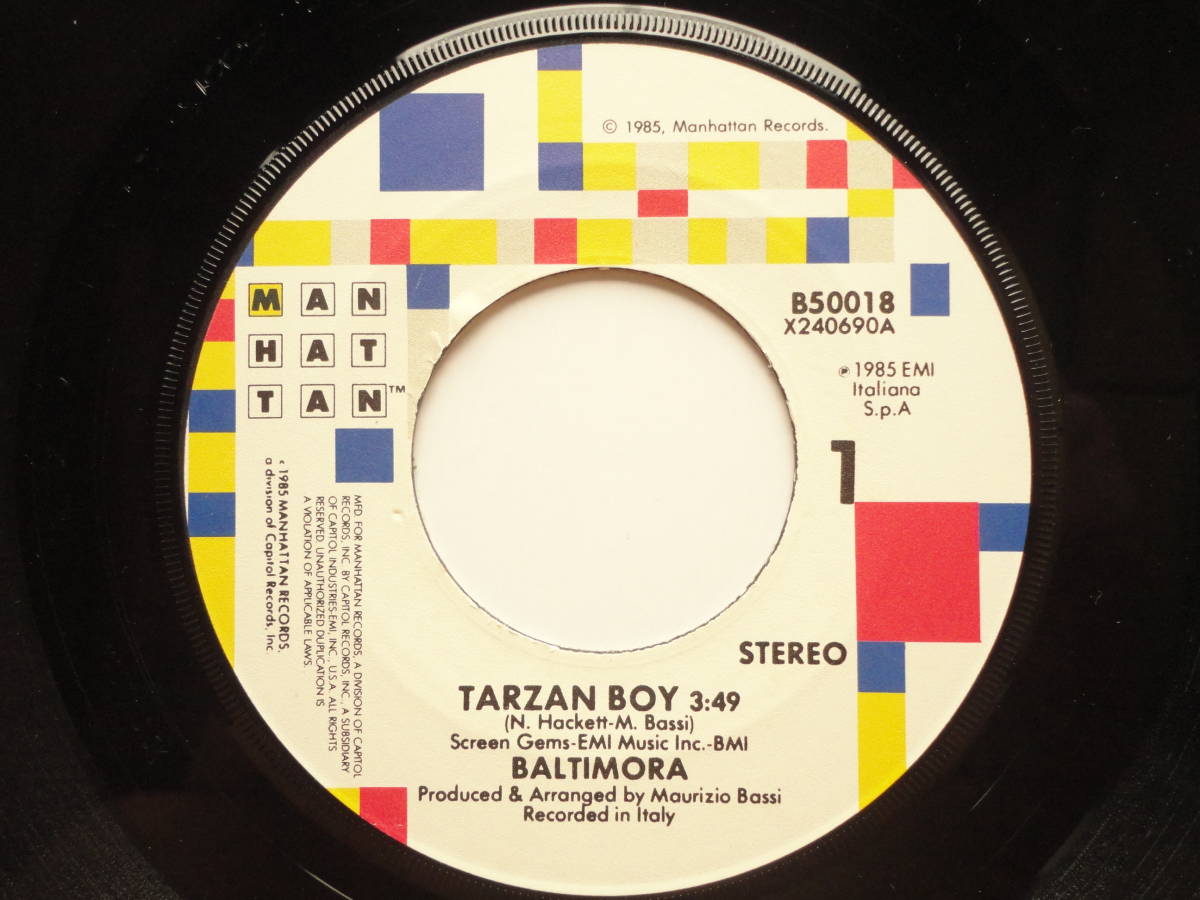 © 1985, Manhattan Records.
MAN
HAT
TAN™
B50018
X240690A
℗ 1985 EMI
Italiana
S.p.A
1
STEREO
TARZAN BOY 3:49
(N. Hackett-M. Bassi)
Screen Gems-EMI Music Inc.-BMI
BALTIMORA
Produced & Arranged by Maurizio Bassi
Recorded in Italy
MFD. FOR MANHATTAN RECORDS, A DIVISION OF CAPITOL
RECORDS, INC. BY CAPITOL RECORDS, INC., A SUBSIDIARY
OF CAPITOL INDUSTRIES-EMI, INC., U.S.A. ALL RIGHTS
RESERVED. UNAUTHORIZED DUPLICATION IS
A VIOLATION OF APPLICABLE LAWS.
c 1985 MANHATTAN RECORDS,
a division of Capitol Records, Inc.